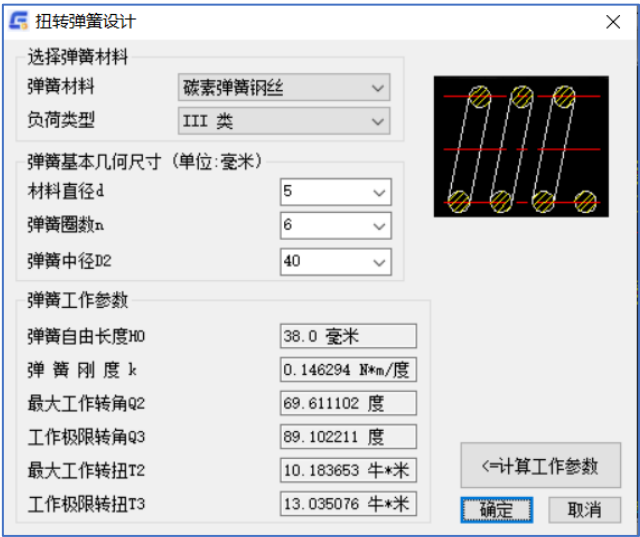 扭转弹簧设计
选择弹簧材料
弹簧材料 碳素弹簧钢丝
负荷类型 III 类
弹簧基本几何尺寸 (单位:毫米)
材料直径d 5
弹簧圈数n 6
弹簧中径D2 40
弹簧工作参数
弹簧自由长度H0 38.0 毫米
弹 簧 刚 度 k 0.146294 N*m/度
最大工作转角Q2 69.611102 度
工作极限转角Q3 89.102211 度
最大工作转扭T2 10.183653 牛*米
工作极限转扭T3 13.035076 牛*米
<=计算工作参数
确定 取消